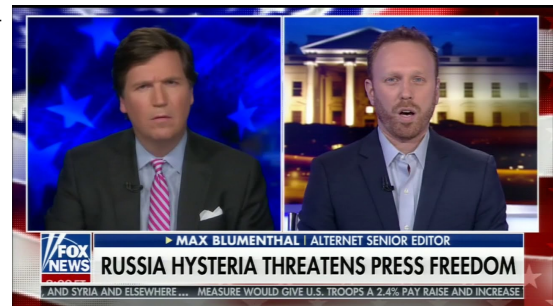 ▶ MAX BLUMENTHAL | ALTERNET SENIOR EDITOR
FOX
NEWS
RUSSIA HYSTERIA THREATENS PRESS FREEDOM
AND SYRIA AND ELSEWHERE... MEASURE WOULD GIVE U.S. TROOPS A 2.4% PAY RAISE AND INCREASE